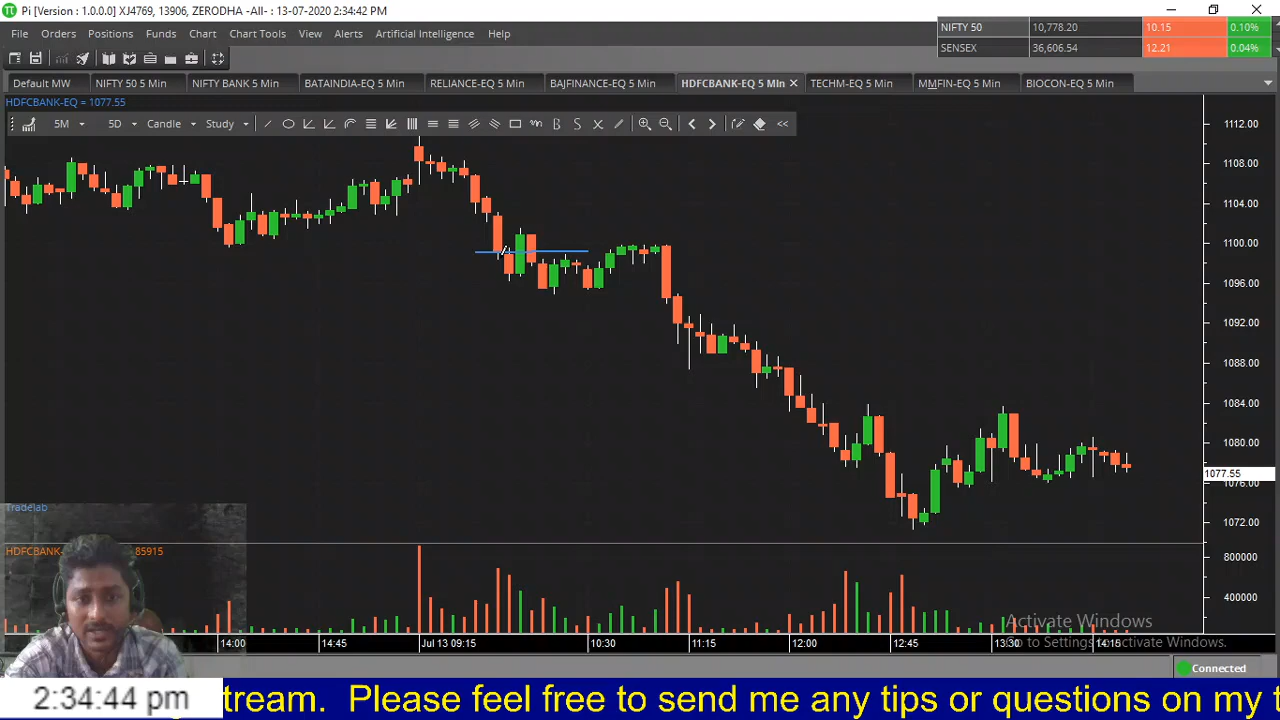 Pi [Version : 1.0.0.0] XJ4769, 13906, ZERODHA -All- : 13-07-2020 2:34:42 PM
File Orders Positions Funds Chart Chart Tools View Alerts Artificial Intelligence Help
NIFTY 50 10,778.20 10.15 0.10%
SENSEX 36,606.54 12.21 0.04%
Default MW NIFTY 50 5 Min NIFTY BANK 5 Min BATAINDIA-EQ 5 Min RELIANCE-EQ 5 Min BAJFINANCE-EQ 5 Min HDFCBANK-EQ 5 Min TECHM-EQ 5 Min MMFIN-EQ 5 Min BIOCON-EQ 5 Min
HDFCBANK-EQ = 1077.55
5M 5D Candle Study
1112.00
1108.00
1104.00
1100.00
1096.00
1092.00
1088.00
1084.00
1080.00
1077.55
1076.00
1072.00
Tradelab
HDFCBANK- 85915
800000
400000
Activate Windows
Go to Settings to activate Windows.
14:00 14:45 Jul 13 09:15 10:30 11:15 12:00 12:45 13:30 14:15
Connected
2:34:44 pm
tream. Please feel free to send me any tips or questions on my t